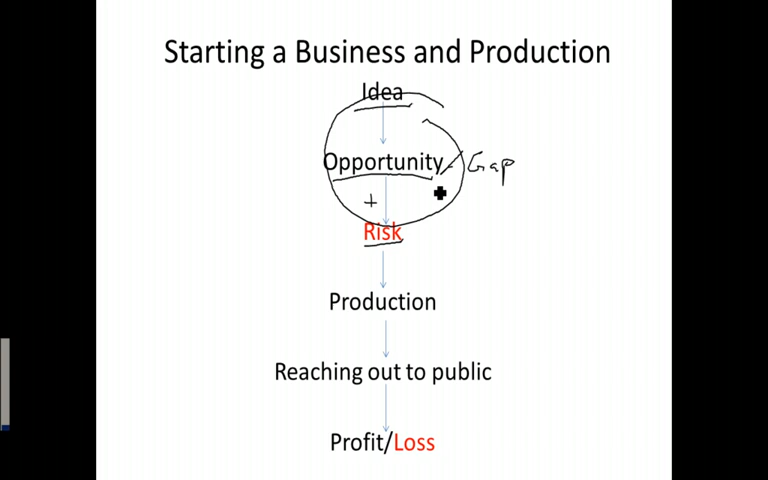 Starting a Business and Production
Idea
Opportunity Gap
+
Risk
Production
Reaching out to public
Profit/Loss